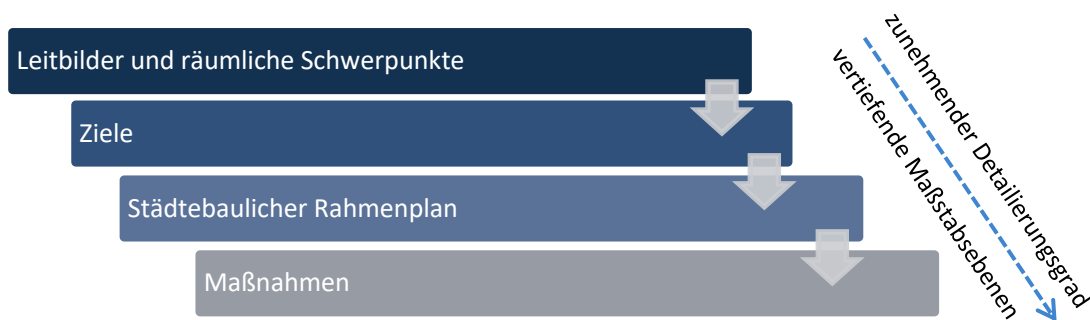 Leitbilder und räumliche Schwerpunkte
Ziele
Städtebaulicher Rahmenplan
Maßnahmen
zunehmender Detailierungsgrad
vertiefende Maßstabsebenen